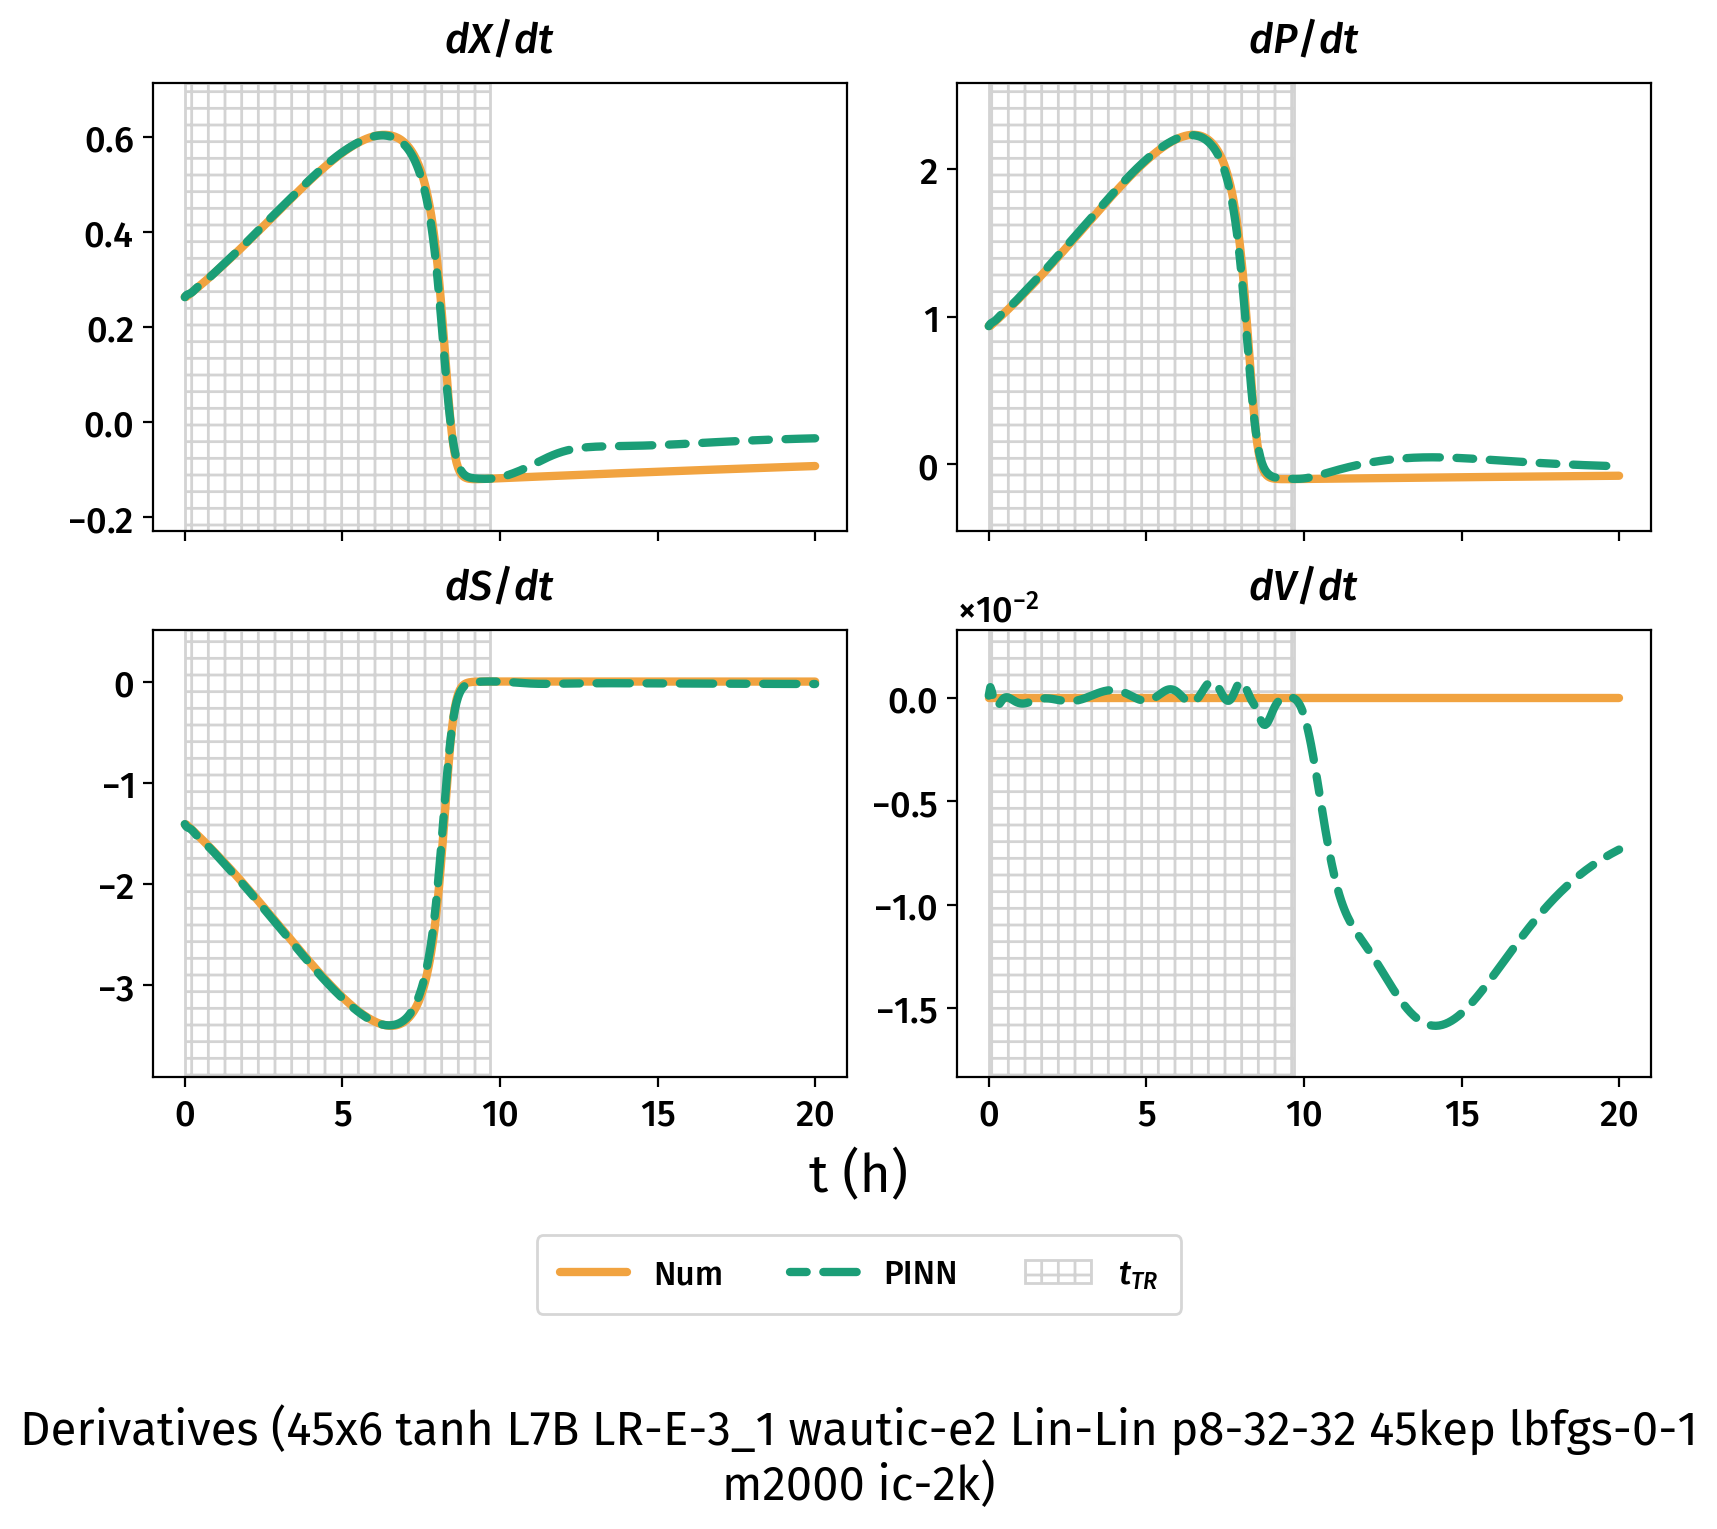 dX/dt
dP/dt
0.6
0.4
0.2
0.0
−0.2
2
1
0
dS/dt
dV/dt
×10⁻²
0
−1
−2
−3
0.0
−0.5
−1.0
−1.5
0 5 10 15 20
0 5 10 15 20
t (h)
Num PINN t_TR
Derivatives (45x6 tanh L7B LR-E-3_1 wautic-e2 Lin-Lin p8-32-32 45kep lbfgs-0-1
m2000 ic-2k)